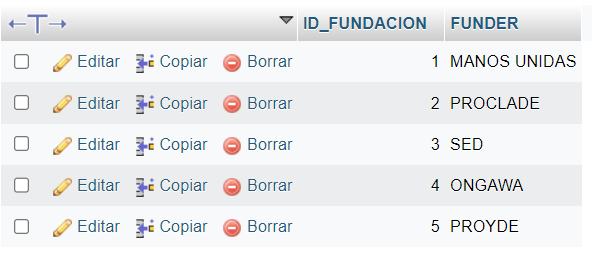 ID_FUNDACION FUNDER
Editar Copiar Borrar 1 MANOS UNIDAS
Editar Copiar Borrar 2 PROCLADE
Editar Copiar Borrar 3 SED
Editar Copiar Borrar 4 ONGAWA
Editar Copiar Borrar 5 PROYDE